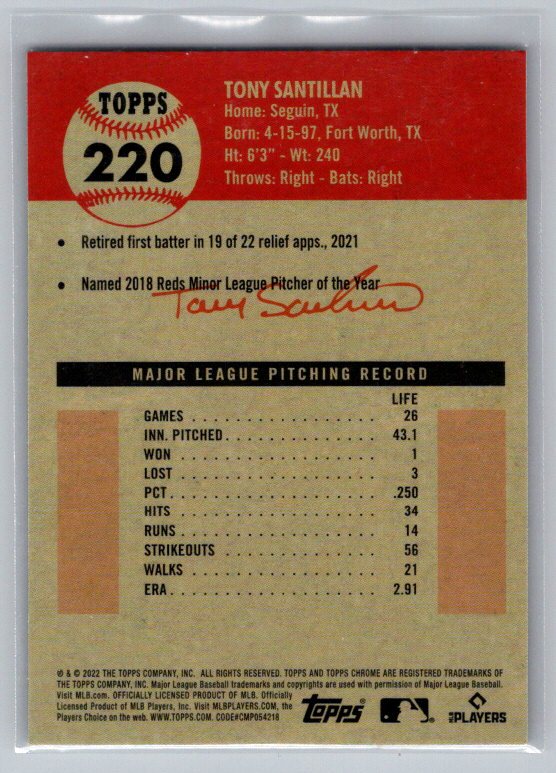 TOPPS
220
TONY SANTILLAN
Home: Seguin, TX
Born: 4-15-97, Fort Worth, TX
Ht: 6'3" - Wt: 240
Throws: Right - Bats: Right
• Retired first batter in 19 of 22 relief apps., 2021
• Named 2018 Reds Minor League Pitcher of the Year
Tony Santillan
MAJOR LEAGUE PITCHING RECORD
LIFE
GAMES . . . . . . . . . . . . . . . . . . 26
INN. PITCHED . . . . . . . . . . . . . . 43.1
WON . . . . . . . . . . . . . . . . . . 1
LOST . . . . . . . . . . . . . . . . . . 3
PCT . . . . . . . . . . . . . . . . . . .250
HITS . . . . . . . . . . . . . . . . . . 34
RUNS . . . . . . . . . . . . . . . . . . 14
STRIKEOUTS . . . . . . . . . . . . . . 56
WALKS . . . . . . . . . . . . . . . . . 21
ERA . . . . . . . . . . . . . . . . . . 2.91
® & © 2022 THE TOPPS COMPANY, INC. ALL RIGHTS RESERVED. TOPPS AND TOPPS CHROME ARE REGISTERED TRADEMARKS OF
THE TOPPS COMPANY, INC. Major League Baseball trademarks and copyrights are used with permission of Major League Baseball.
Visit MLB.com. OFFICIALLY LICENSED PRODUCT OF MLB. Officially
Licensed Product of MLB Players, Inc. Visit MLBPLAYERS.COM, the
Players Choice on the web. WWW.TOPPS.COM. CODE#CMP054218
Topps
MLB PLAYERS